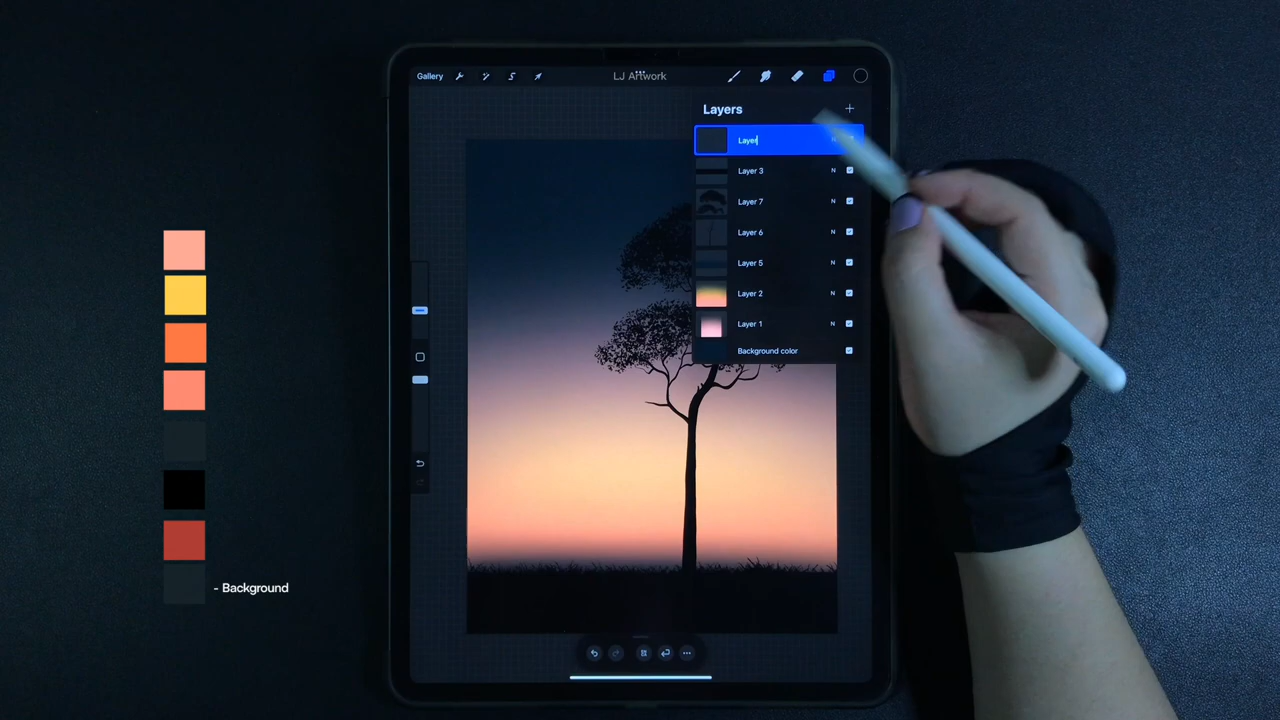 Gallery
LJ Artwork
Layers
Layer
Layer 3 N
Layer 7 N
Layer 6 N
Layer 5 N
Layer 2 N
Layer 1 N
Background color
- Background